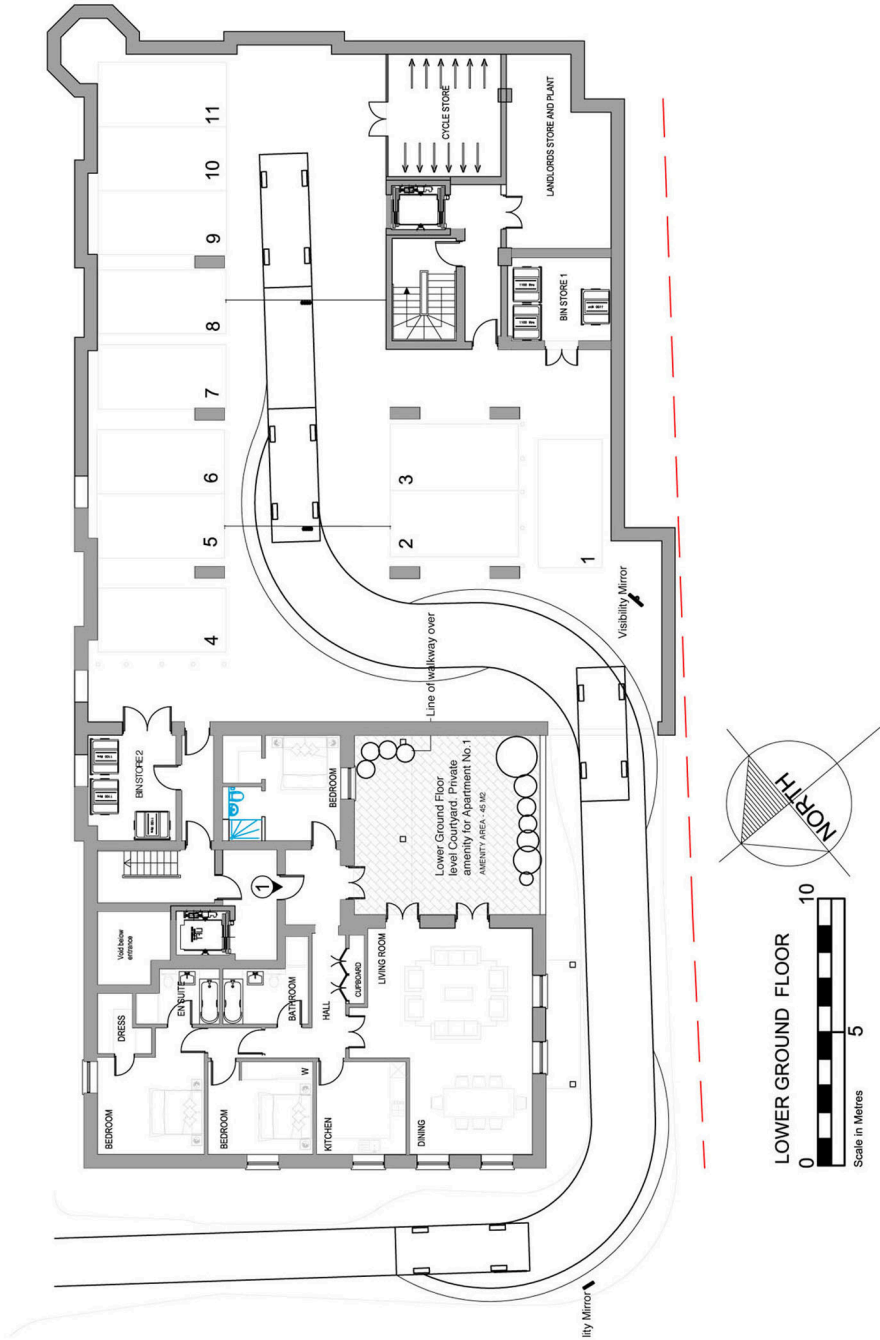 11
10
9
8
7
6
5
4
3
2
1
CYCLE STORE
LANDLORDS STORE AND PLANT
BIN STORE 1
Visibility Mirror
Line of walkway over
BIN STORE2
BEDROOM
Lower Ground Floor
level Courtyard. Private
amenity for Apartment No.1
AMENITY AREA - 45 M2
1
Void below
entrance
DRESS
EN SUITE
BATHROOM
HALL
CUPBOARD
LIVING ROOM
BEDROOM
BEDROOM
W
KITCHEN
DINING
lity Mirror
NORTH
LOWER GROUND FLOOR
0
5
10
Scale in Metres